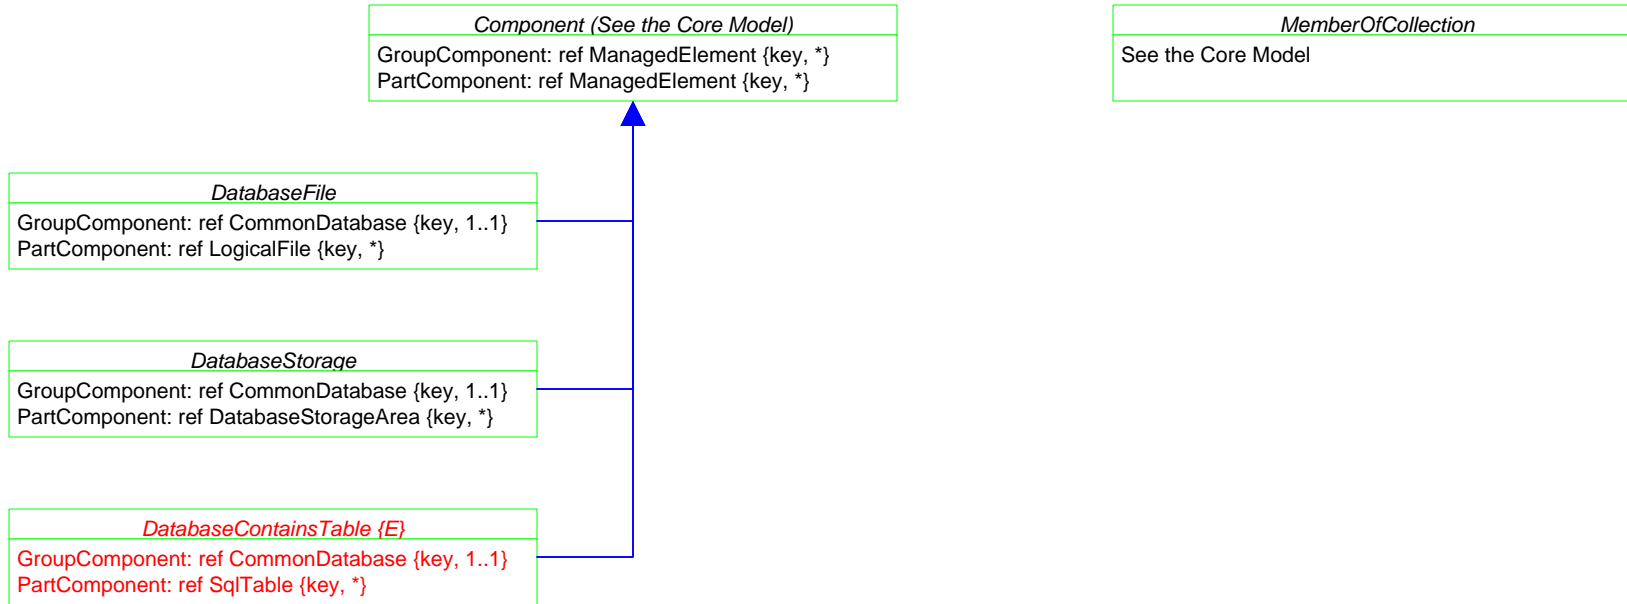 Component (See the Core Model)
GroupComponent: ref ManagedElement {key, *}
PartComponent: ref ManagedElement {key, *}
MemberOfCollection
See the Core Model
DatabaseFile
GroupComponent: ref CommonDatabase {key, 1..1}
PartComponent: ref LogicalFile {key, *}
DatabaseStorage
GroupComponent: ref CommonDatabase {key, 1..1}
PartComponent: ref DatabaseStorageArea {key, *}
DatabaseContainsTable {E}
GroupComponent: ref CommonDatabase {key, 1..1}
PartComponent: ref SqlTable {key, *}